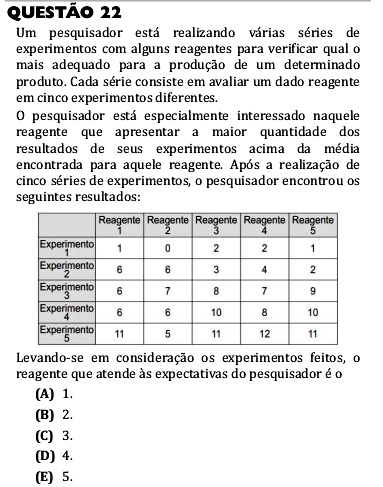 QUESTÃO 22
Um pesquisador está realizando várias séries de
experimentos com alguns reagentes para verificar qual o
mais adequado para a produção de um determinado
produto. Cada série consiste em avaliar um dado reagente
em cinco experimentos diferentes.
O pesquisador está especialmente interessado naquele
reagente que apresentar a maior quantidade dos
resultados de seus experimentos acima da média
encontrada para aquele reagente. Após a realização de
cinco séries de experimentos, o pesquisador encontrou os
seguintes resultados:
Reagente 1 Reagente 2 Reagente 3 Reagente 4 Reagente 5
Experimento 1 1 0 2 2 1
Experimento 2 6 6 3 4 2
Experimento 3 6 7 8 7 9
Experimento 4 6 6 10 8 10
Experimento 5 11 5 11 12 11
Levando-se em consideração os experimentos feitos, o
reagente que atende às expectativas do pesquisador é o
(A) 1.
(B) 2.
(C) 3.
(D) 4.
(E) 5.